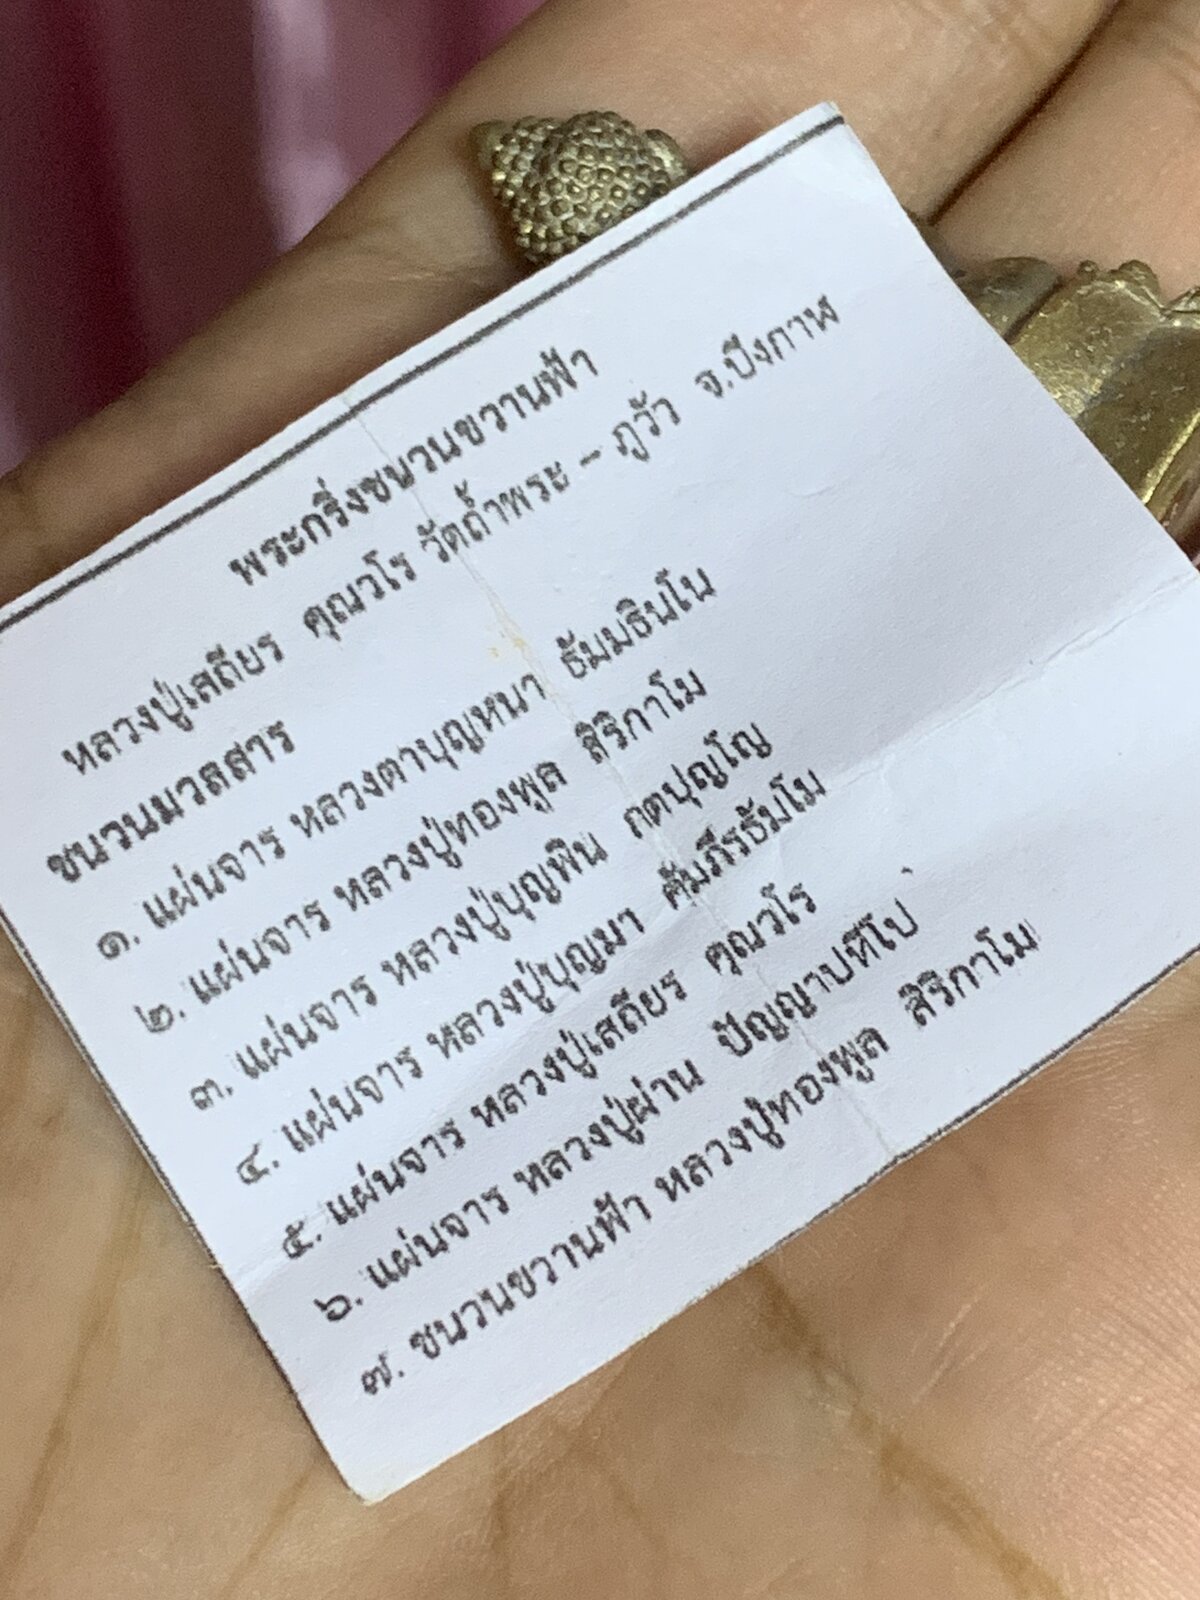 พระกริ่งชนวนขวานฟ้า
หลวงปู่เสถียร คุณวโร วัดถ้ำพระ - ภูวัว จ.บึงกาฬ
ชนวนมวลสาร
๑. แผ่นจาร หลวงตาบุญหนา ธัมมธินโน
๒. แผ่นจาร หลวงปู่ทองพูล สิริกาโม
๓. แผ่นจาร หลวงปู่บุญพิน กตปุญโญ
๔. แผ่นจาร หลวงปู่บุญมา คัมภีรธัมโม
๕. แผ่นจาร หลวงปู่เสถียร คุณวโร
๖. แผ่นจาร หลวงปู่ผ่าน ปัญญาปทีโป
๗. ชนวนขวานฟ้า หลวงปู่ทองพูล สิริกาโม